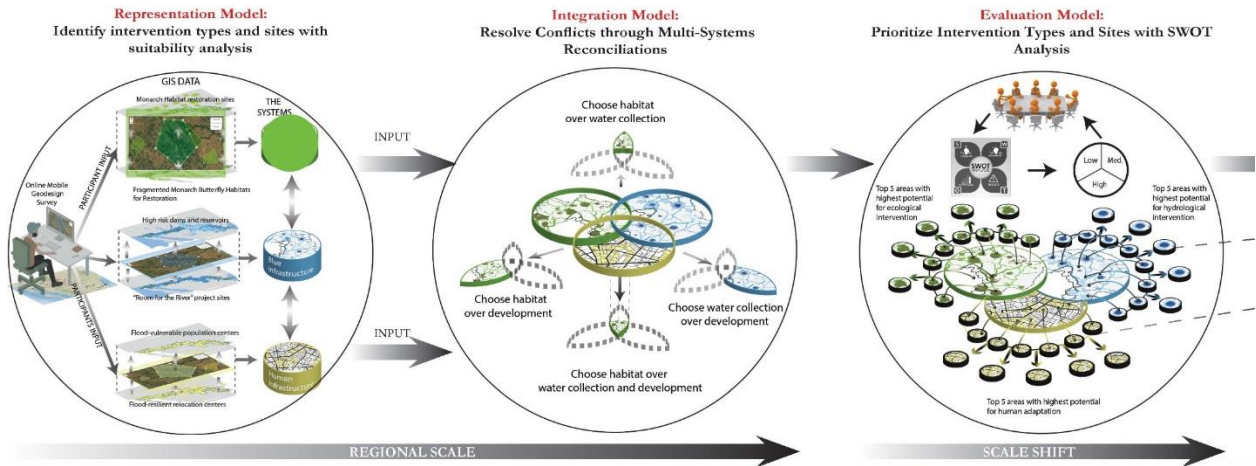 Representation Model:
Identify intervention types and sites with
suitability analysis
GIS DATA
Monarch Habitat restoration sites
THE
SYSTEMS
Online Mobile
Geodesign
Survey
PARTICIPANT INPUT
Fragmented Monarch Butterfly Habitats
for Restoration
High risk dams and reservoirs
Blue Infrastructure
"Room for the River" project sites
PARTICIPANTS INPUT
Flood-vulnerable population centers
Human Infrastructure
Flood-resilient relocation centers
INPUT
INPUT
Integration Model:
Resolve Conflicts through Multi-Systems
Reconciliations
Choose habitat
over water collection
Choose habitat
over development
Choose water collection
over development
Choose habitat over
water collection and development
Evaluation Model:
Prioritize Intervention Types and Sites with SWOT
Analysis
S
W
SWOT
O
T
Low
Med.
High
Top 5 areas with
highest potential
for ecological
intervention
Top 5 areas with
highest potential
for hydrological
intervention
Top 5 areas with highest potential
for human adaptation
REGIONAL SCALE
SCALE SHIFT